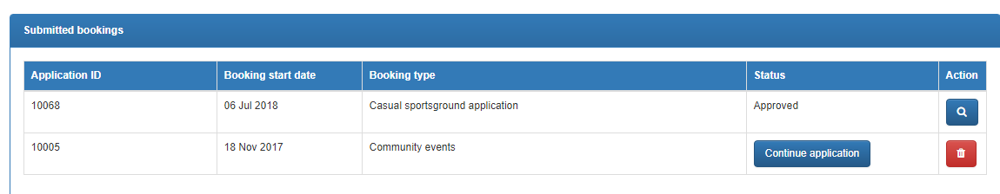 Submitted bookings
Application ID Booking start date Booking type Status Action
10068 06 Jul 2018 Casual sportsground application Approved
10005 18 Nov 2017 Community events Continue application